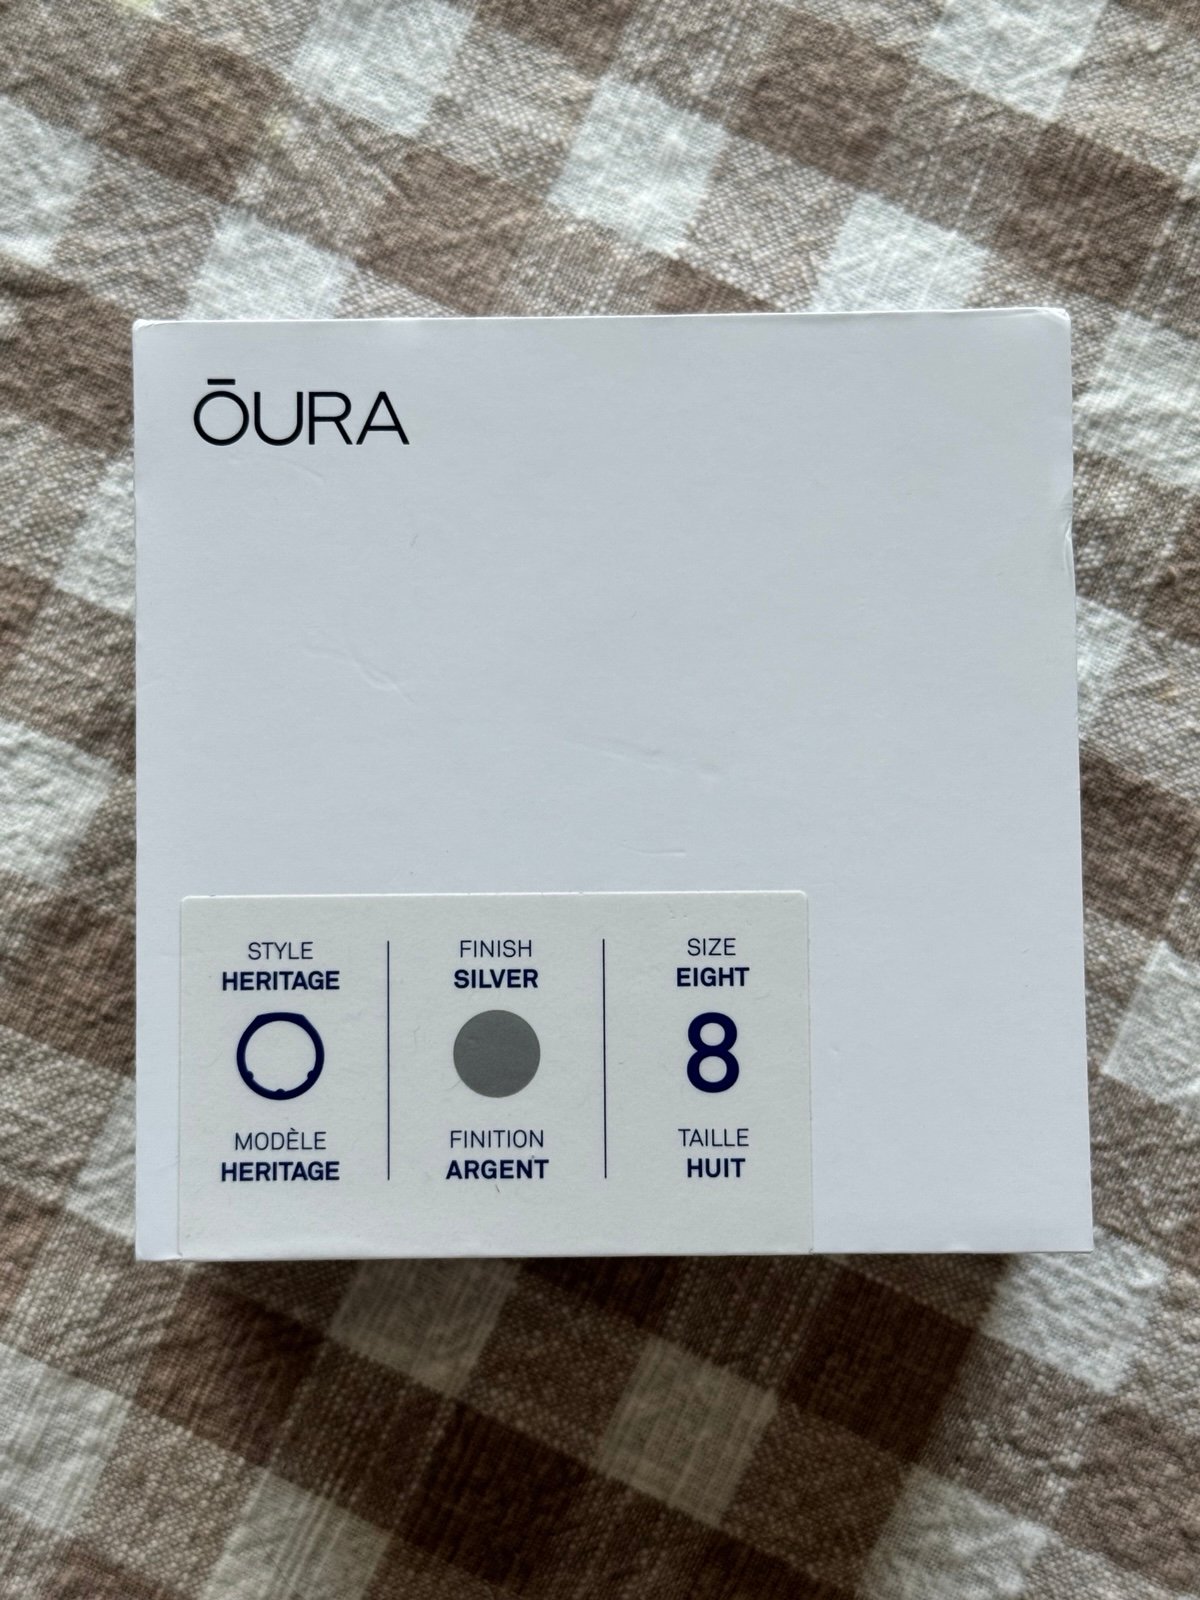 ŌURA
STYLE
HERITAGE
MODÈLE
HERITAGE
FINISH
SILVER
FINITION
ARGENT
SIZE
EIGHT
8
TAILLE
HUIT